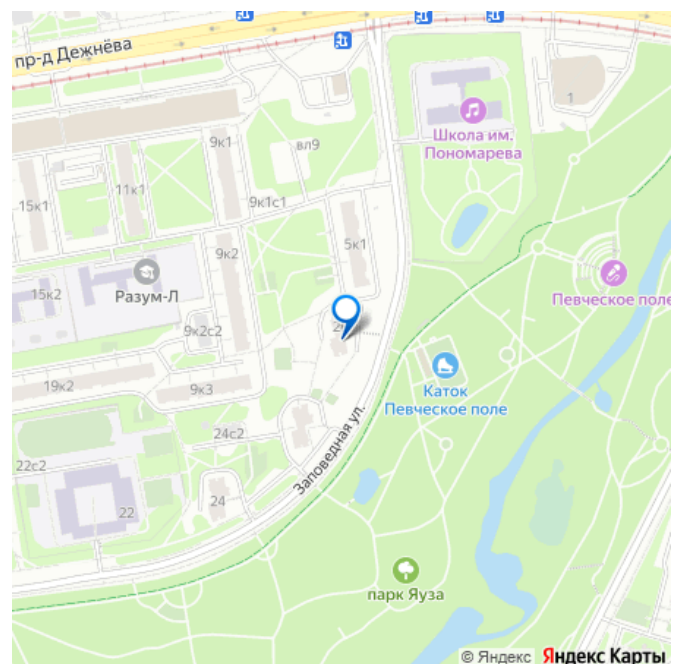 пр-д Дежнёва
1
Школа им.
Пономарева
9к1
вл9
11к1
15к1
9к1с1
5к1
9к2
Разум-Л
15к2
Певческое поле
9к2с2
Каток
Певческое поле
19к2
9к3
24с2
Заповедная ул.
22с2
24
22
парк Яуза
© Яндекс Яндекс Карты